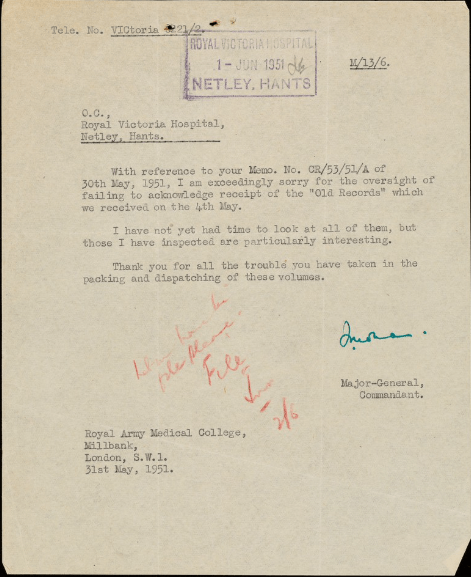 Tele. No. VICtoria 8221/2.
ROYAL VICTORIA HOSPITAL
1 - JUN 1951
NETLEY, HANTS
M/13/6.
O.C.,
Royal Victoria Hospital,
Netley, Hants.
With reference to your Memo. No. CR/53/51/A of
30th May, 1951, I am exceedingly sorry for the oversight of
failing to acknowledge receipt of the "Old Records" which
we received on the 4th May.
I have not yet had time to look at all of them, but
those I have inspected are particularly interesting.
Thank you for all the trouble you have taken in the
packing and dispatching of these volumes.
File
2/6
Major-General,
Commandant.
Royal Army Medical College,
Millbank,
London, S.W.1.
31st May, 1951.